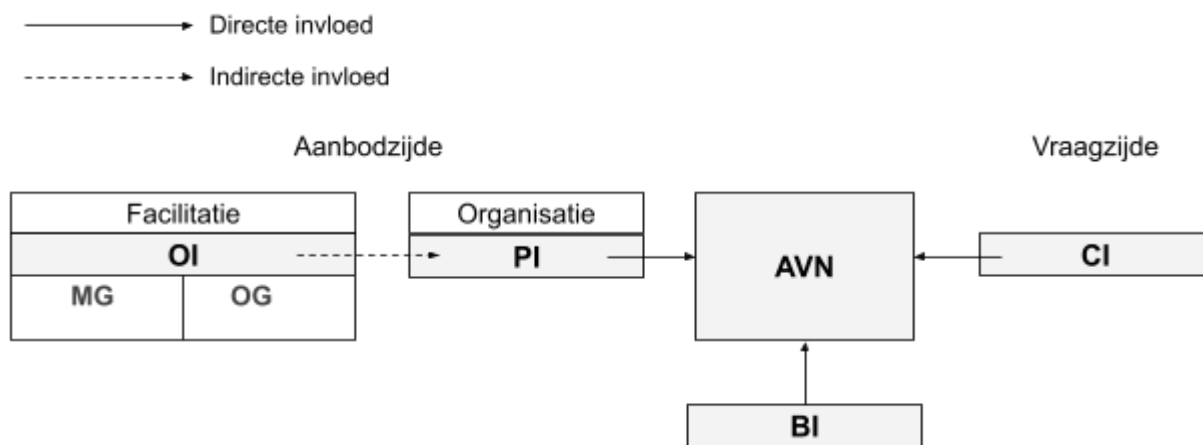 Directe invloed
Indirecte invloed
Aanbodzijde
Vraagzijde
Facilitatie
Organisatie
OI
PI
AVN
CI
MG
OG
BI